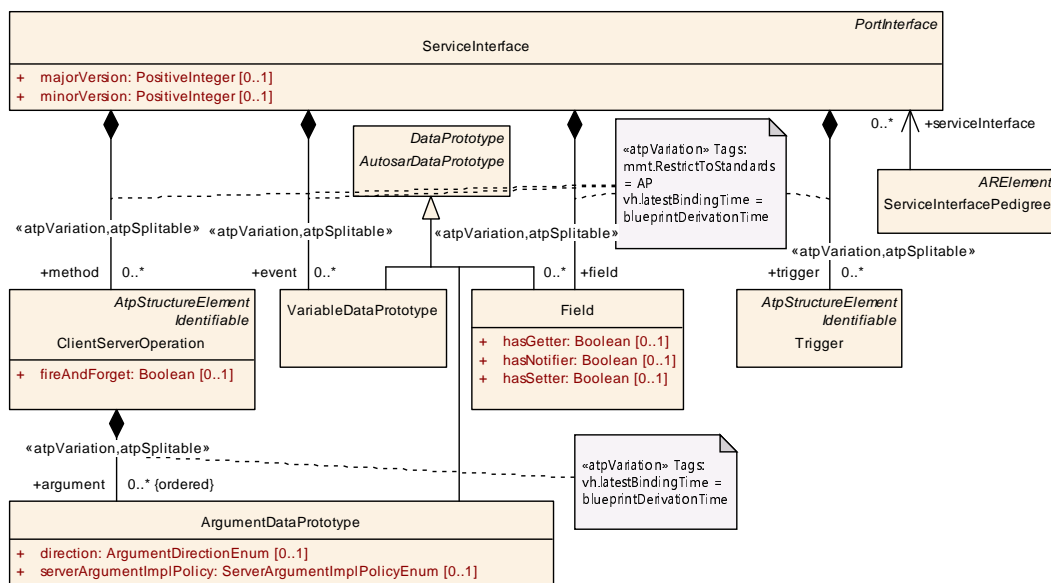 PortInterface
ServiceInterface
+ majorVersion: PositiveInteger [0..1]
+ minorVersion: PositiveInteger [0..1]
DataPrototype
AutosarDataPrototype
«atpVariation» Tags:
mmt.RestrictToStandards
= AP
vh.latestBindingTime =
blueprintDerivationTime
0..* +serviceInterface
ARElement
ServiceInterfacePedigree
«atpVariation,atpSplitable»
«atpVariation,atpSplitable»
«atpVariation,atpSplitable»
«atpVariation,atpSplitable»
+method 0..*
+event 0..*
0..* +field
+trigger 0..*
AtpStructureElement
Identifiable
ClientServerOperation
+ fireAndForget: Boolean [0..1]
VariableDataPrototype
Field
+ hasGetter: Boolean [0..1]
+ hasNotifier: Boolean [0..1]
+ hasSetter: Boolean [0..1]
AtpStructureElement
Identifiable
Trigger
«atpVariation,atpSplitable»
+argument 0..* {ordered}
«atpVariation» Tags:
vh.latestBindingTime =
blueprintDerivationTime
ArgumentDataPrototype
+ direction: ArgumentDirectionEnum [0..1]
+ serverArgumentImplPolicy: ServerArgumentImplPolicyEnum [0..1]